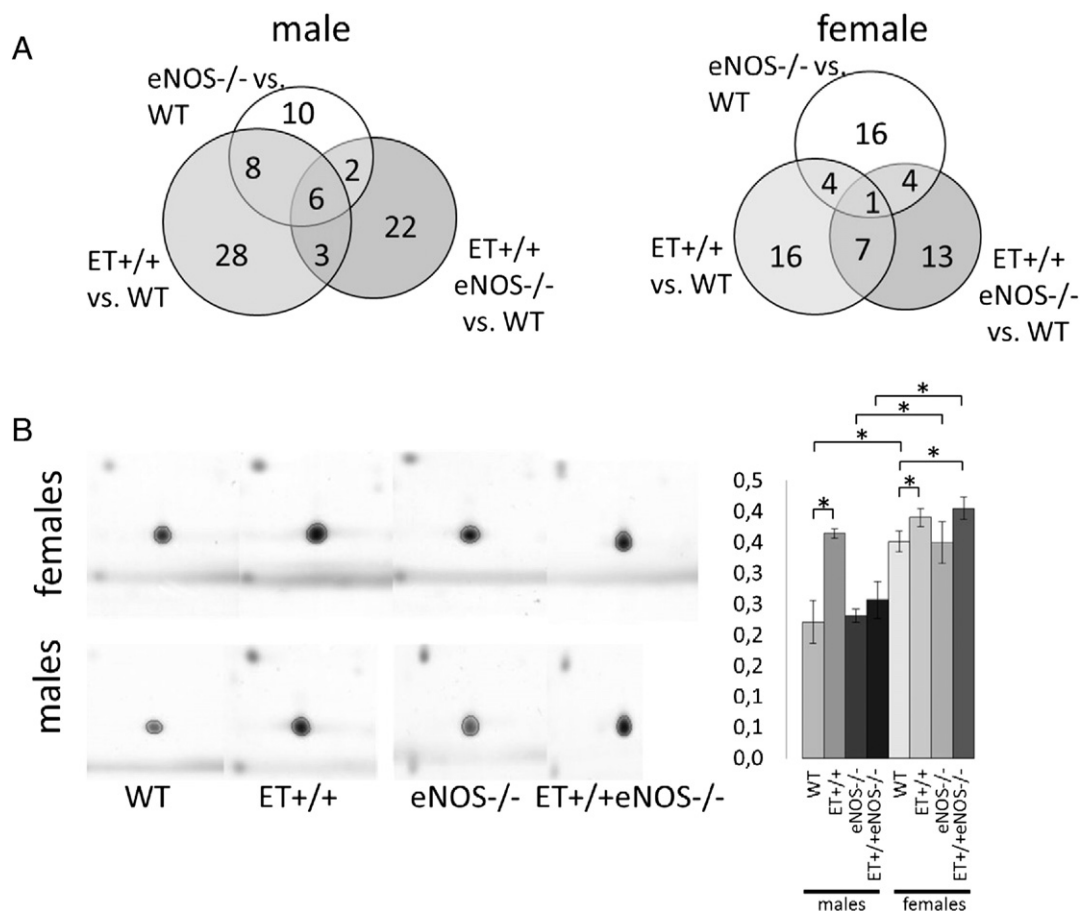 A
male
eNOS-/- vs.
WT
10
8
2
6
28
3
22
ET+/+
vs. WT
ET+/+
eNOS-/-
vs. WT
female
eNOS-/- vs.
WT
16
4
4
1
16
7
13
ET+/+
vs. WT
ET+/+
eNOS-/-
vs. WT
B
females
males
WT
ET+/+
eNOS-/-
ET+/+eNOS-/-
*
*
*
*
*
*
0,5
0,4
0,4
0,3
0,3
0,2
0,2
0,1
0,1
0,0
WT
ET+/+
eNOS-/-
ET+/+eNOS-/-
WT
ET+/+
eNOS-/-
ET+/+eNOS-/-
males
females